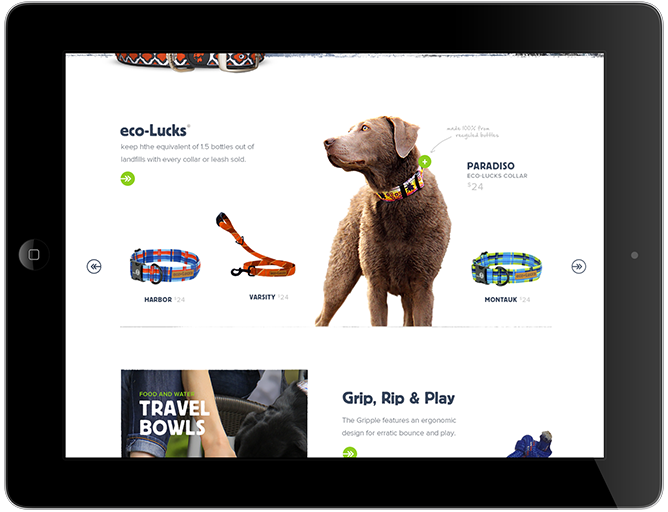 eco-Lucks®
keep hthe equivalent of 1.5 bottles out of
landfills with every collar or leash sold.
made 100% from
recycled bottles
PARADISO
ECO-LUCKS COLLAR
$24
HARBOR $24
VARSITY $24
MONTAUK $24
FOOD AND WATER
TRAVEL
BOWLS
Grip, Rip & Play
The Gripple features an ergonomic
design for erratic bounce and play.